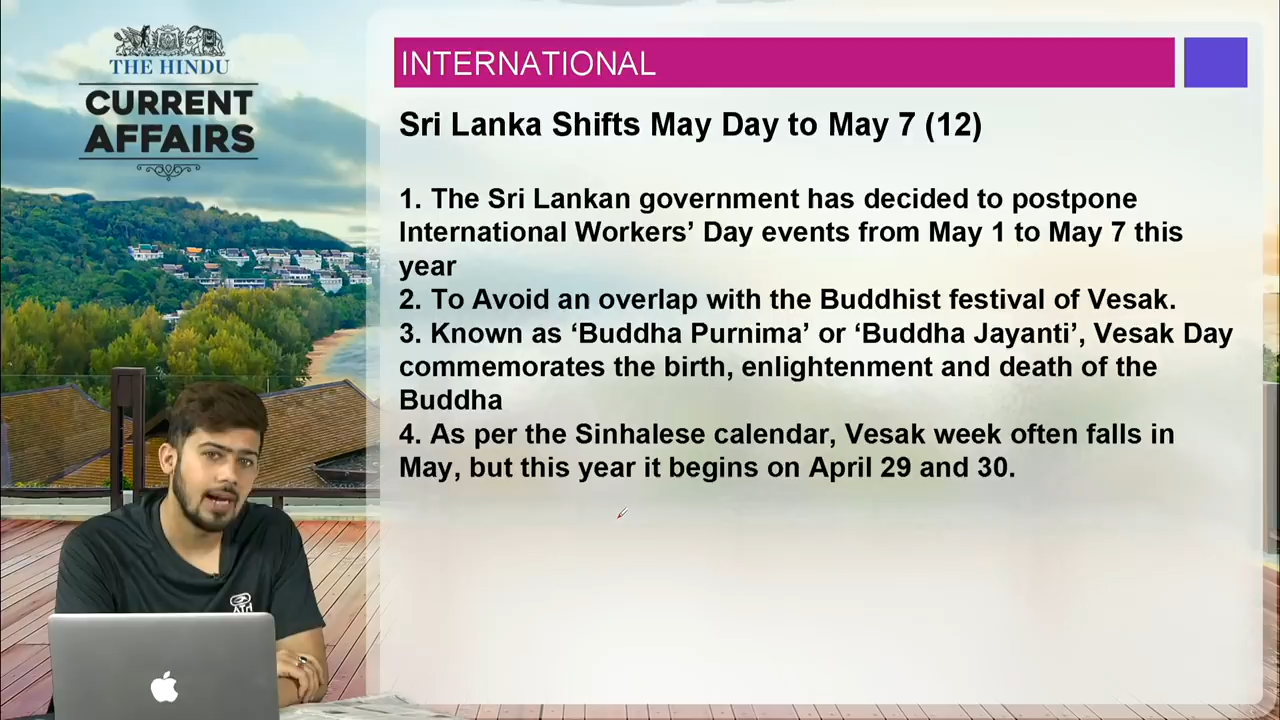 THE HINDU
CURRENT
AFFAIRS
INTERNATIONAL
Sri Lanka Shifts May Day to May 7 (12)
1. The Sri Lankan government has decided to postpone
International Workers’ Day events from May 1 to May 7 this
year
2. To Avoid an overlap with the Buddhist festival of Vesak.
3. Known as ‘Buddha Purnima’ or ‘Buddha Jayanti’, Vesak Day
commemorates the birth, enlightenment and death of the
Buddha
4. As per the Sinhalese calendar, Vesak week often falls in
May, but this year it begins on April 29 and 30.